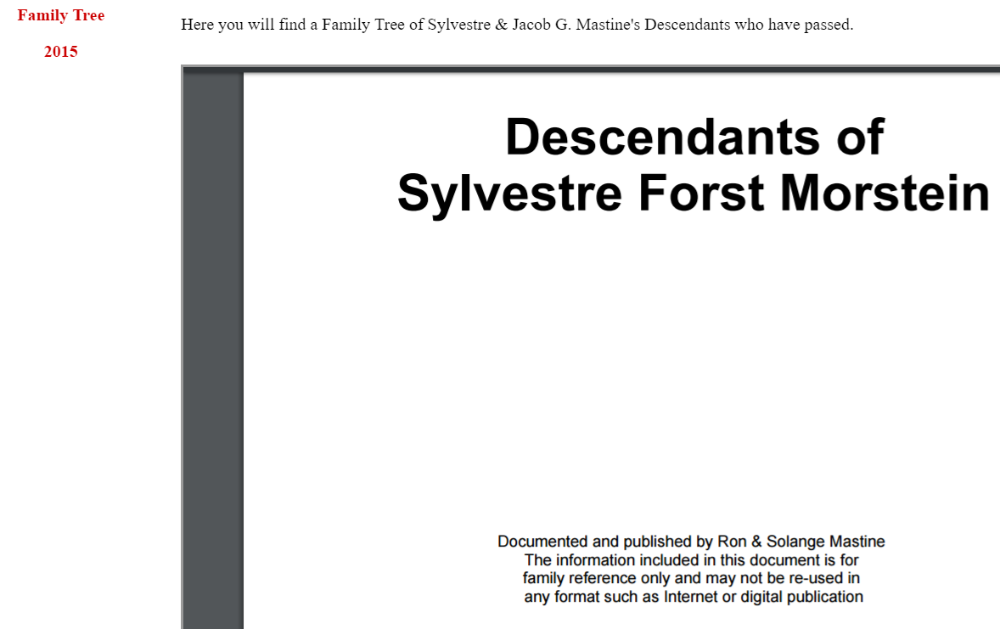 Family Tree
2015
Here you will find a Family Tree of Sylvestre & Jacob G. Mastine's Descendants who have passed.
Descendants of
Sylvestre Forst Morstein
Documented and published by Ron & Solange Mastine
The information included in this document is for
family reference only and may not be re-used in
any format such as Internet or digital publication